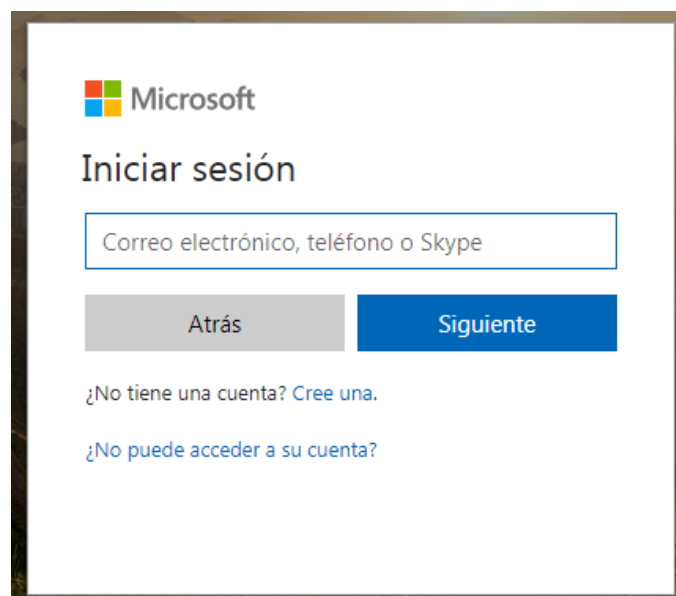 Microsoft
Iniciar sesión
Correo electrónico, teléfono o Skype
Atrás
Siguiente
¿No tiene una cuenta? Cree una.
¿No puede acceder a su cuenta?